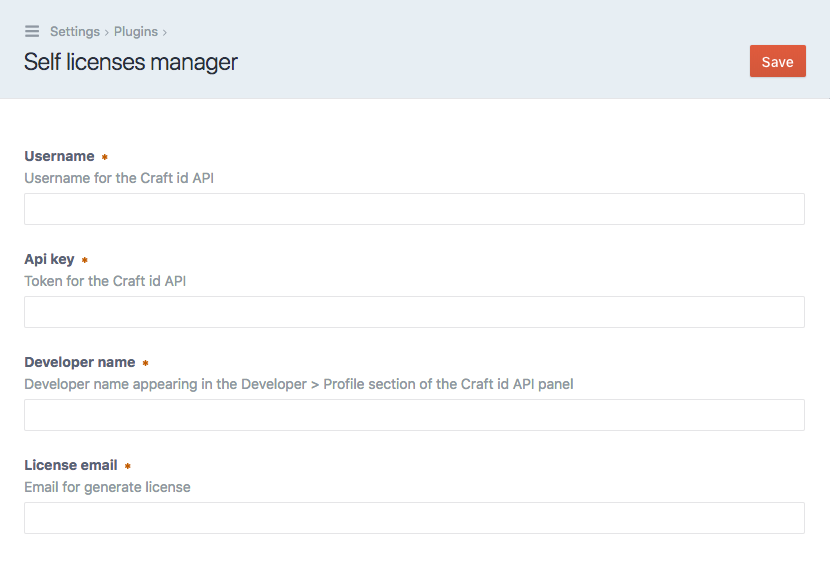 Settings › Plugins ›
Self licenses manager
Save
Username *
Username for the Craft id API
Api key *
Token for the Craft id API
Developer name *
Developer name appearing in the Developer > Profile section of the Craft id API panel
License email *
Email for generate license